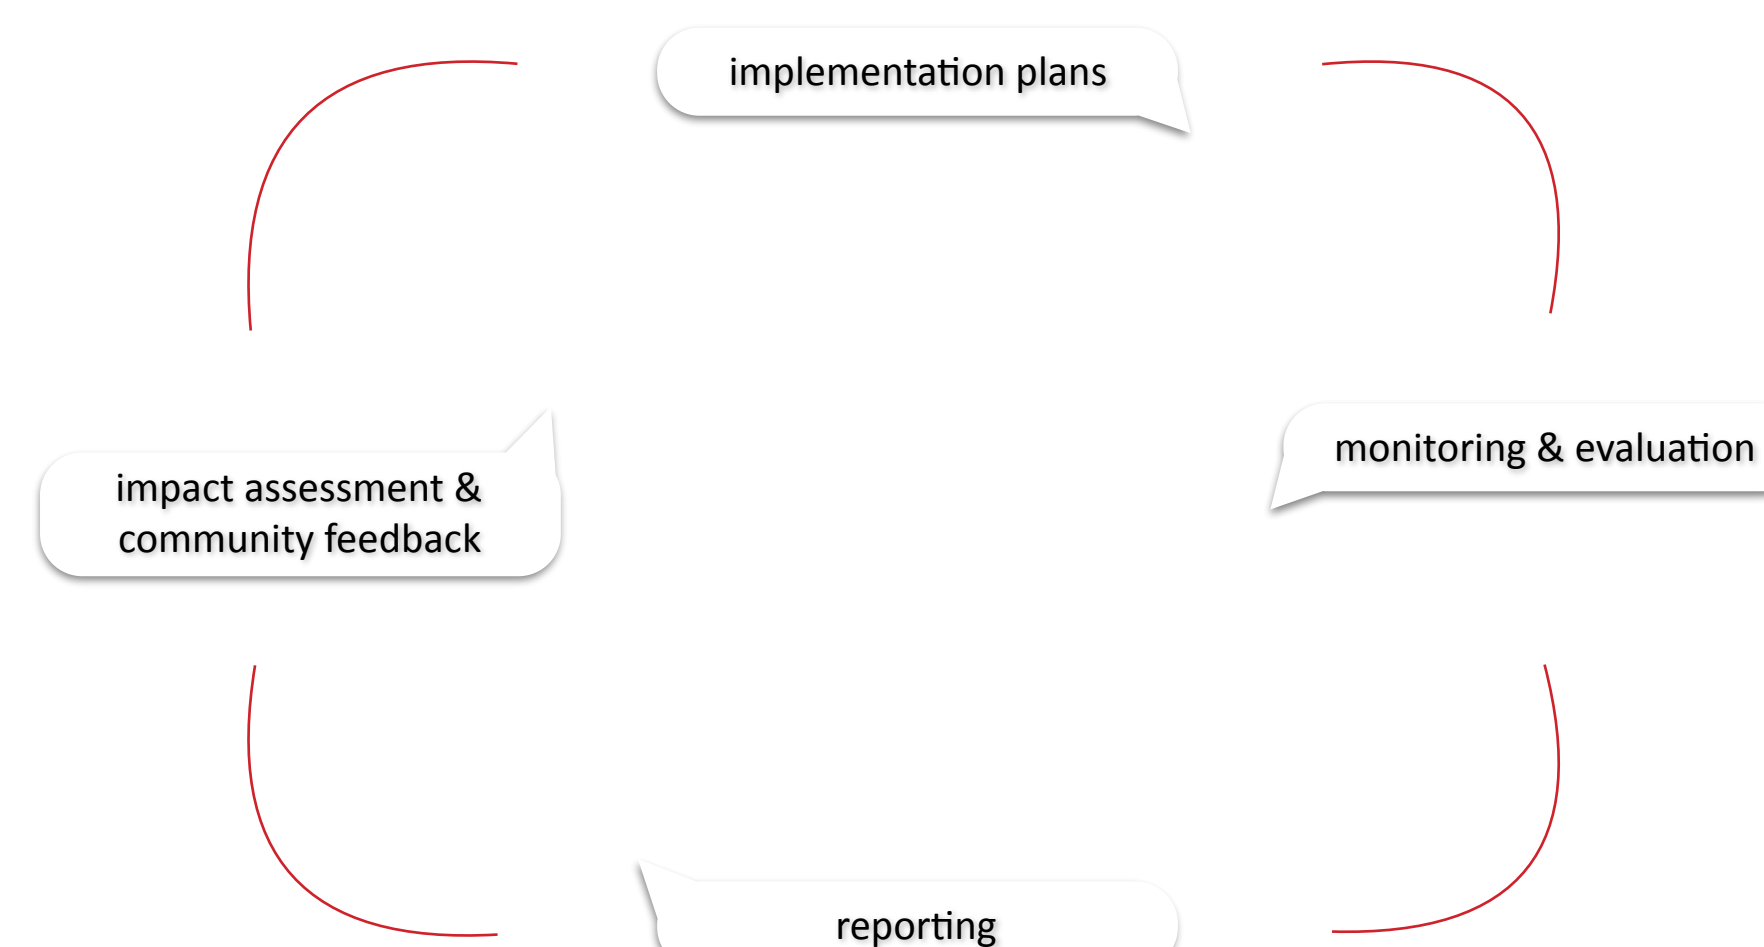 implementation plans
monitoring & evaluation
impact assessment &
community feedback
reporting